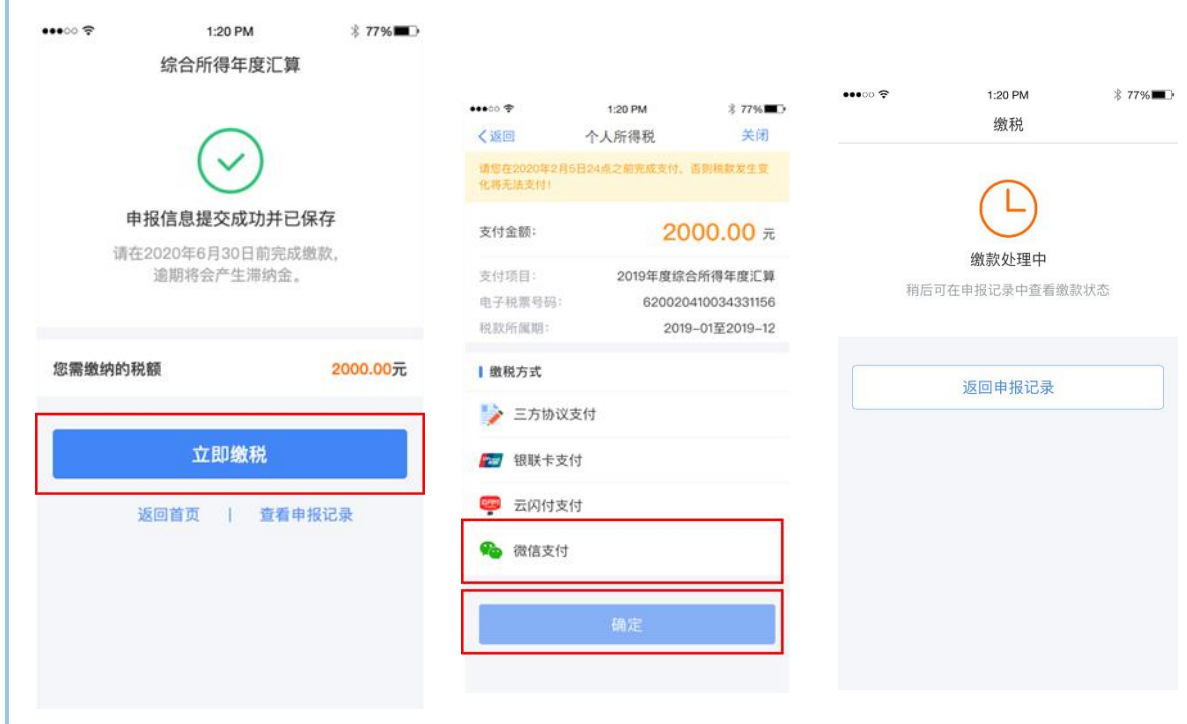 1:20 PM
77%
综合所得年度汇算
申报信息提交成功并已保存
请在2020年6月30日前完成缴款,
逾期将会产生滞纳金。
您需缴纳的税额
2000.00元
立即缴税
返回首页 | 查看申报记录
1:20 PM
77%
返回
个人所得税
关闭
请您在2020年2月5日24点之前完成支付，否则税款发生变
化将无法支付！
支付金额:
2000.00 元
支付项目:
2019年度综合所得年度汇算
电子税票号码:
620020410034331156
税款所属期:
2019-01至2019-12
缴税方式
三方协议支付
银联卡支付
云闪付支付
微信支付
确定
1:20 PM
77%
缴税
缴款处理中
稍后可在申报记录中查看缴款状态
返回申报记录